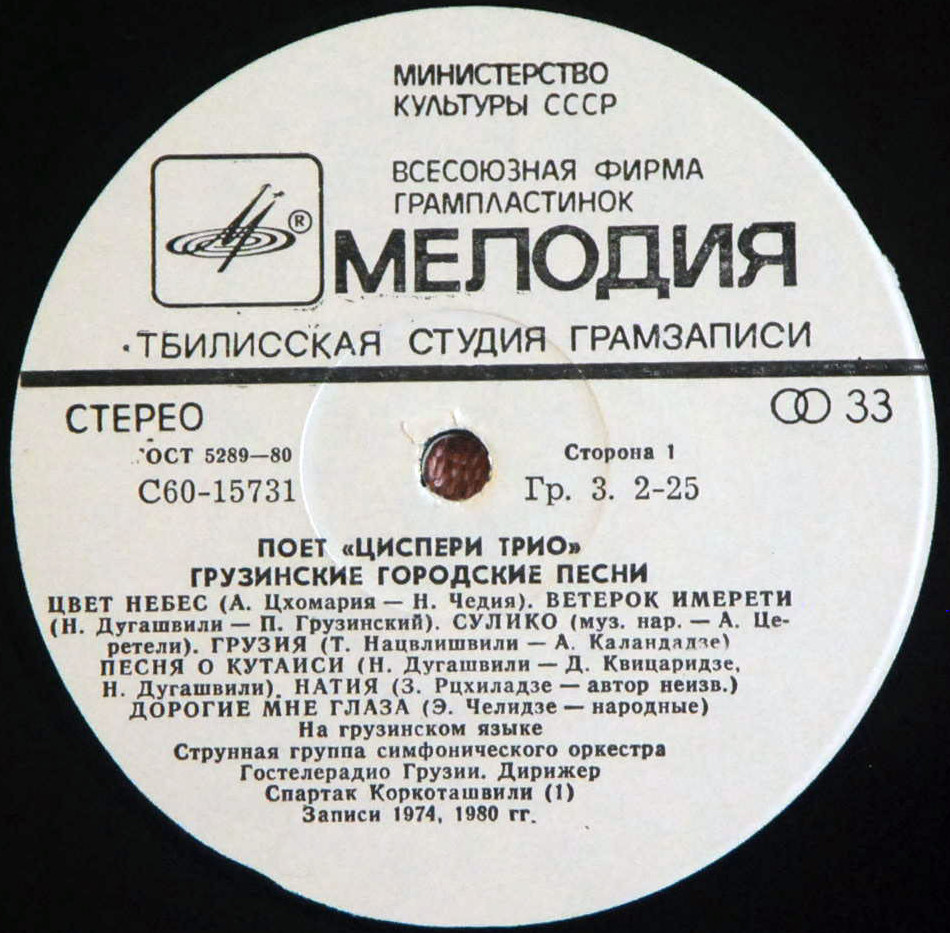 МИНИСТЕРСТВО
КУЛЬТУРЫ СССР
ВСЕСОЮЗНАЯ ФИРМА
ГРАМПЛАСТИНОК
®
МЕЛОДИЯ
ТБИЛИССКАЯ СТУДИЯ ГРАМЗАПИСИ
СТЕРЕО
33
ГОСТ 5289—80
Сторона 1
С60-15731
Гр. 3. 2-25
ПОЕТ «ЦИСПЕРИ ТРИО»
ГРУЗИНСКИЕ ГОРОДСКИЕ ПЕСНИ
ЦВЕТ НЕБЕС (А. Цхомария — Н. Чедия). ВЕТЕРОК ИМЕРЕТИ
(Н. Дугашвили — П. Грузинский). СУЛИКО (муз. нар. — А. Це-
ретели). ГРУЗИЯ (Т. Нацвлишвили — А. Каландадзе)
ПЕСНЯ О КУТАИСИ (Н. Дугашвили — Д. Квицаридзе,
Н. Дугашвили). НАТИЯ (З. Рцхиладзе — автор неизв.)
ДОРОГИЕ МНЕ ГЛАЗА (Э. Челидзе — народные)
На грузинском языке
Струнная группа симфонического оркестра
Гостелерадио Грузии. Дирижер
Спартак Коркоташвили (1)
Записи 1974, 1980 гг.